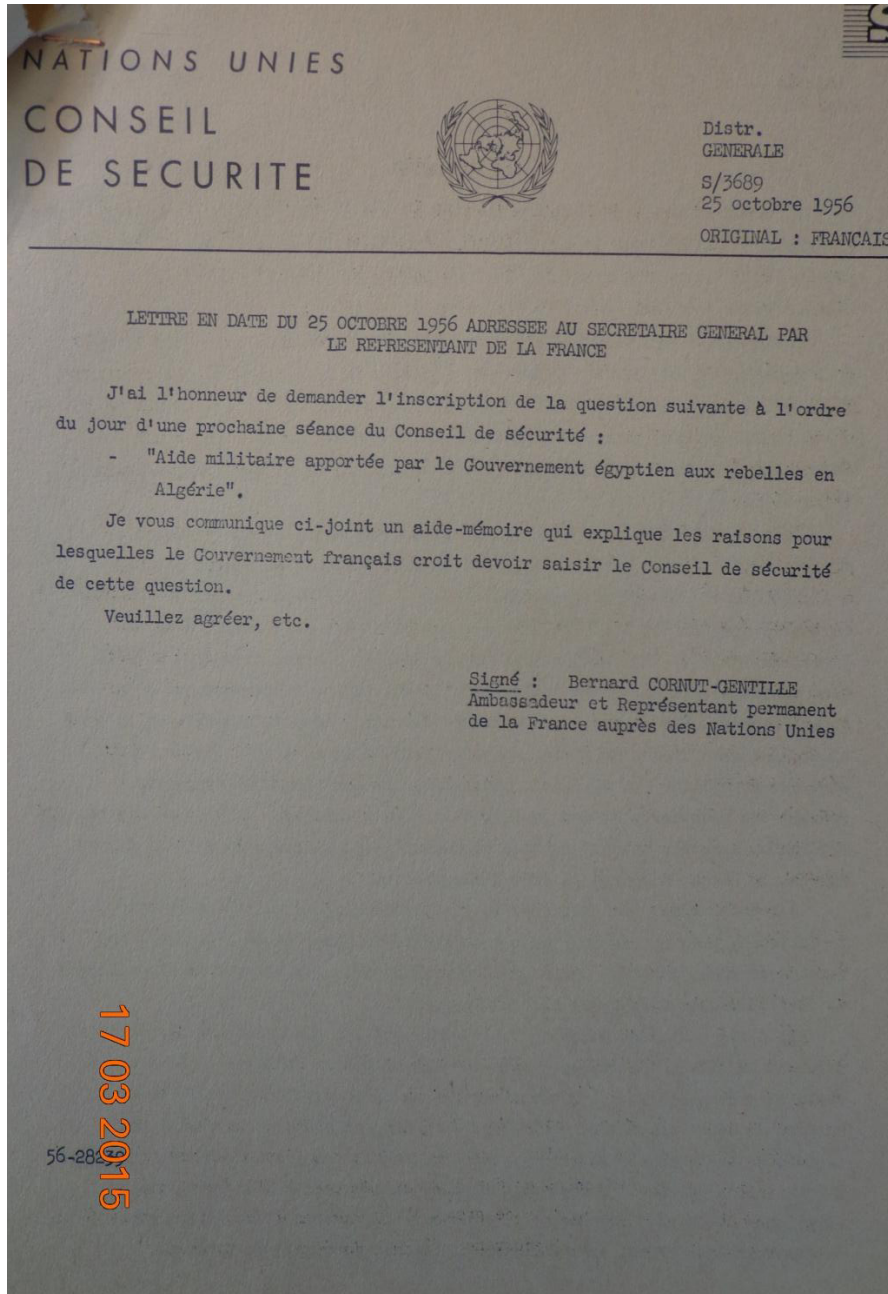 NATIONS UNIES
CONSEIL
DE SECURITE
Distr.
GENERALE
S/3689
25 octobre 1956
ORIGINAL : FRANCAIS
LETTRE EN DATE DU 25 OCTOBRE 1956 ADRESSEE AU SECRETAIRE GENERAL PAR
LE REPRESENTANT DE LA FRANCE
J'ai l'honneur de demander l'inscription de la question suivante à l'ordre
du jour d'une prochaine séance du Conseil de sécurité :
- "Aide militaire apportée par le Gouvernement égyptien aux rebelles en
Algérie".
Je vous communique ci-joint un aide-mémoire qui explique les raisons pour
lesquelles le Gouvernement français croit devoir saisir le Conseil de sécurité
de cette question.
Veuillez agréer, etc.
Signé : Bernard CORNUT-GENTILLE
Ambassadeur et Représentant permanent
de la France auprès des Nations Unies
56-28239
17 03 2015